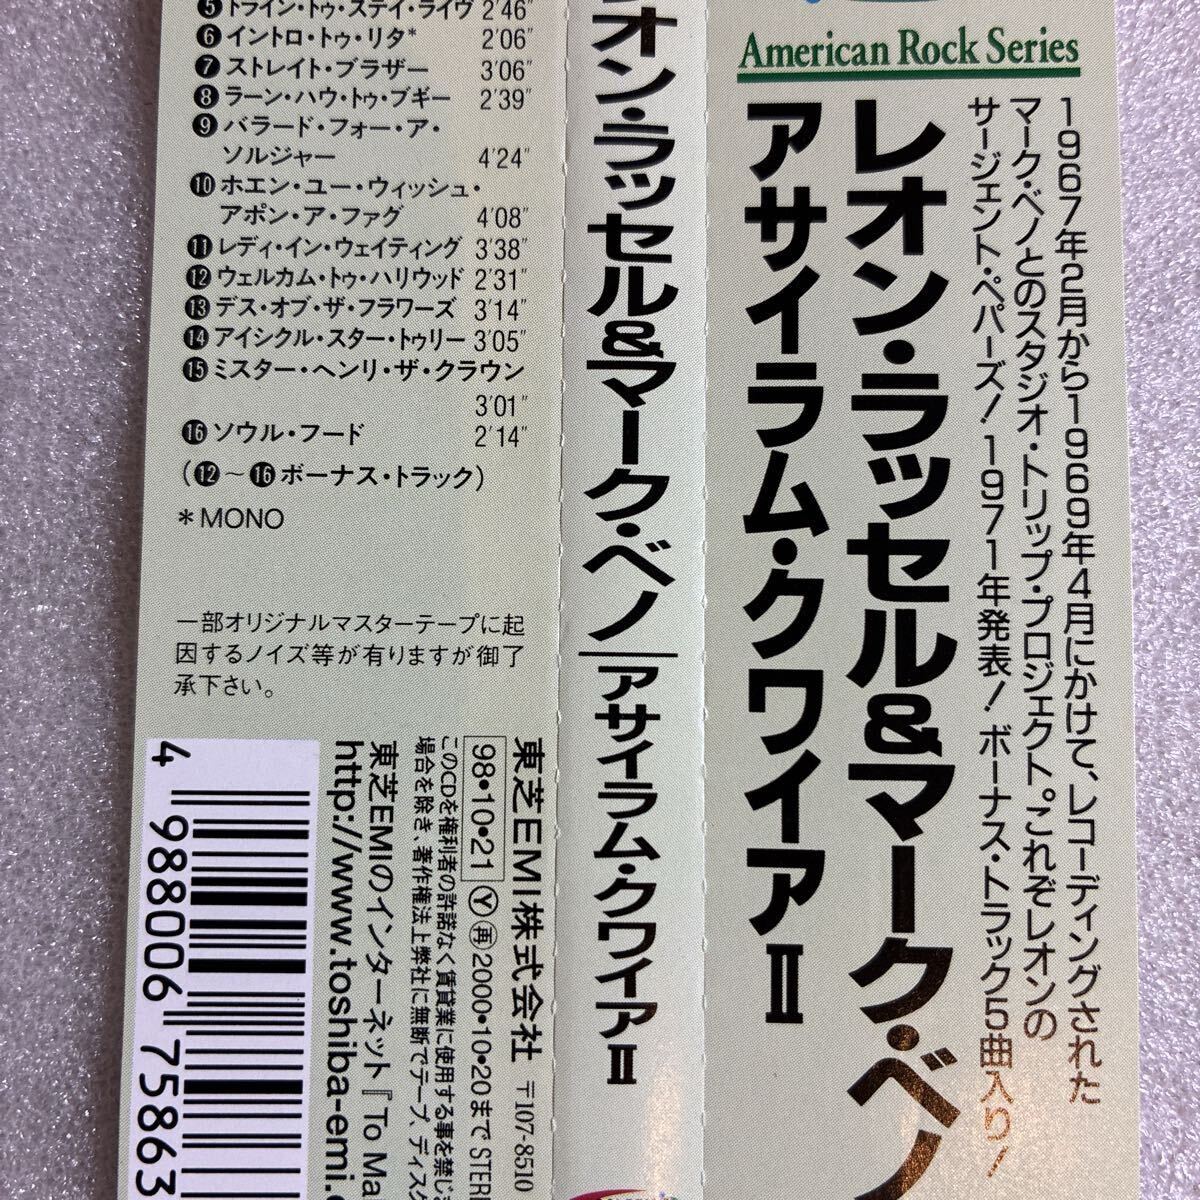 American Rock Series
1967年2月から1969年4月にかけて、レコーディングされた
マーク・ベノとのスタジオ・トリップ・プロジェクト。これぞレオンの
サージェント・ペパーズ! 1971年発表! ボーナス・トラック5曲入り!
レオン・ラッセル&マーク・ベノ
アサイラム・クワイアII
オン・ラッセル&マーク・ベノ/アサイラム・クワイアII
❺トライン・トゥ・ステイ・ライヴ 2'46"
❻イントロ・トゥ・リタ* 2'06"
❼ストレイト・ブラザー 3'06"
❽ラーン・ハウ・トゥ・ブギー 2'39"
❾バラード・フォー・ア・
ソルジャー 4'24"
❿ホエン・ユー・ウィッシュ・
アポン・ア・ファグ 4'08"
⓫レディ・イン・ウェイティング 3'38"
⓬ウェルカム・トゥ・ハリウッド 2'31"
⓭デス・オブ・ザ・フラワーズ 3'14"
⓮アイシクル・スター・トゥリー 3'05"
⓯ミスター・ヘンリ・ザ・クラウン
3'01"
⓰ソウル・フード 2'14"
(⓬〜⓰ボーナス・トラック)
*MONO
一部オリジナルマスターテープに起
因するノイズ等が有りますが御了
承下さい。
東芝EMI株式会社 〒107-8510
98・10・21 Ⓨ再2000・10・20まで STER
このCDを権利者の許諾なく賃貸業に使用する事を禁じ
場合を除き、著作権法上弊社に無断でテープ、ディスク
東芝EMIのインターネット『To Ma
http://www.toshiba-emi.
4 988006 75863